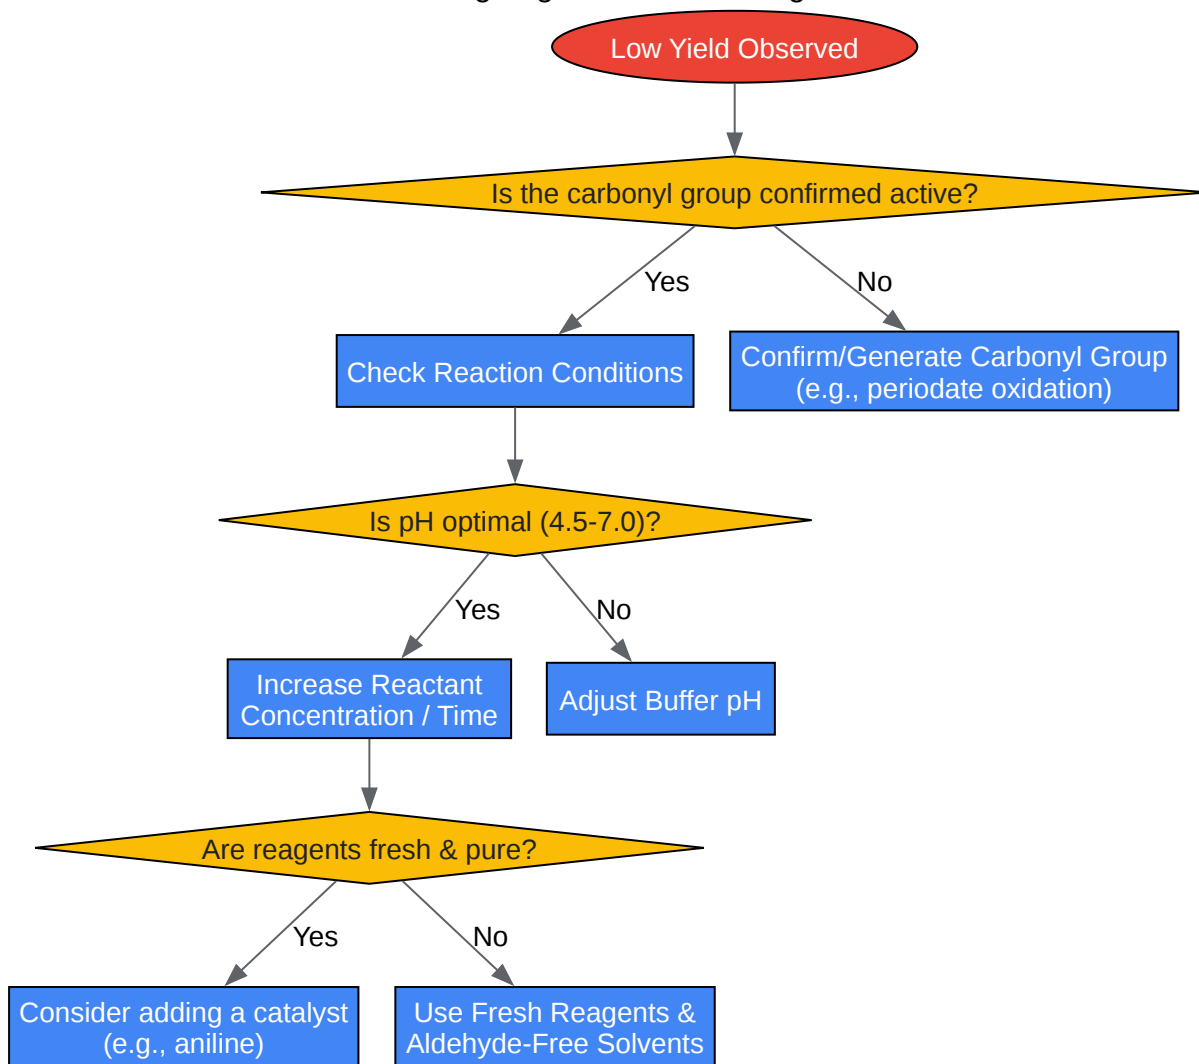 Low Yield Observed
Is the carbonyl group confirmed active?
Yes
No
Check Reaction Conditions
Confirm/Generate Carbonyl Group
(e.g., periodate oxidation)
Is pH optimal (4.5-7.0)?
Yes
No
Increase Reactant
Concentration / Time
Adjust Buffer pH
Are reagents fresh & pure?
Yes
No
Consider adding a catalyst
(e.g., aniline)
Use Fresh Reagents &
Aldehyde-Free Solvents